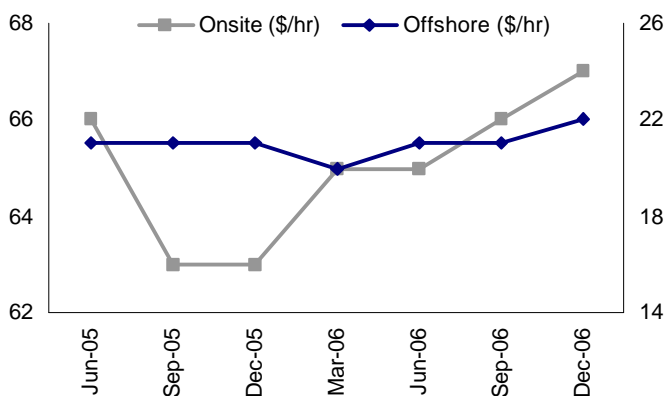 Onsite ($/hr) Offshore ($/hr)
68
66
64
62
26
22
18
14
Jun-05
Sep-05
Dec-05
Mar-06
Jun-06
Sep-06
Dec-06